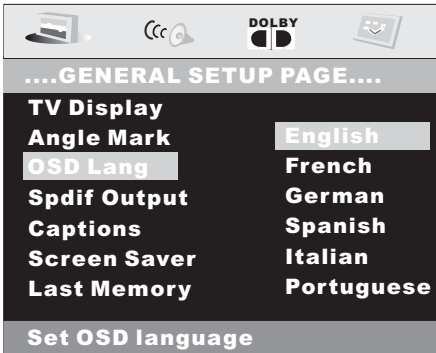 DOLBY
....GENERAL SETUP PAGE....
TV Display
Angle Mark English
OSD Lang French
Spdif Output German
Captions Spanish
Screen Saver Italian
Last Memory Portuguese
Set OSD language